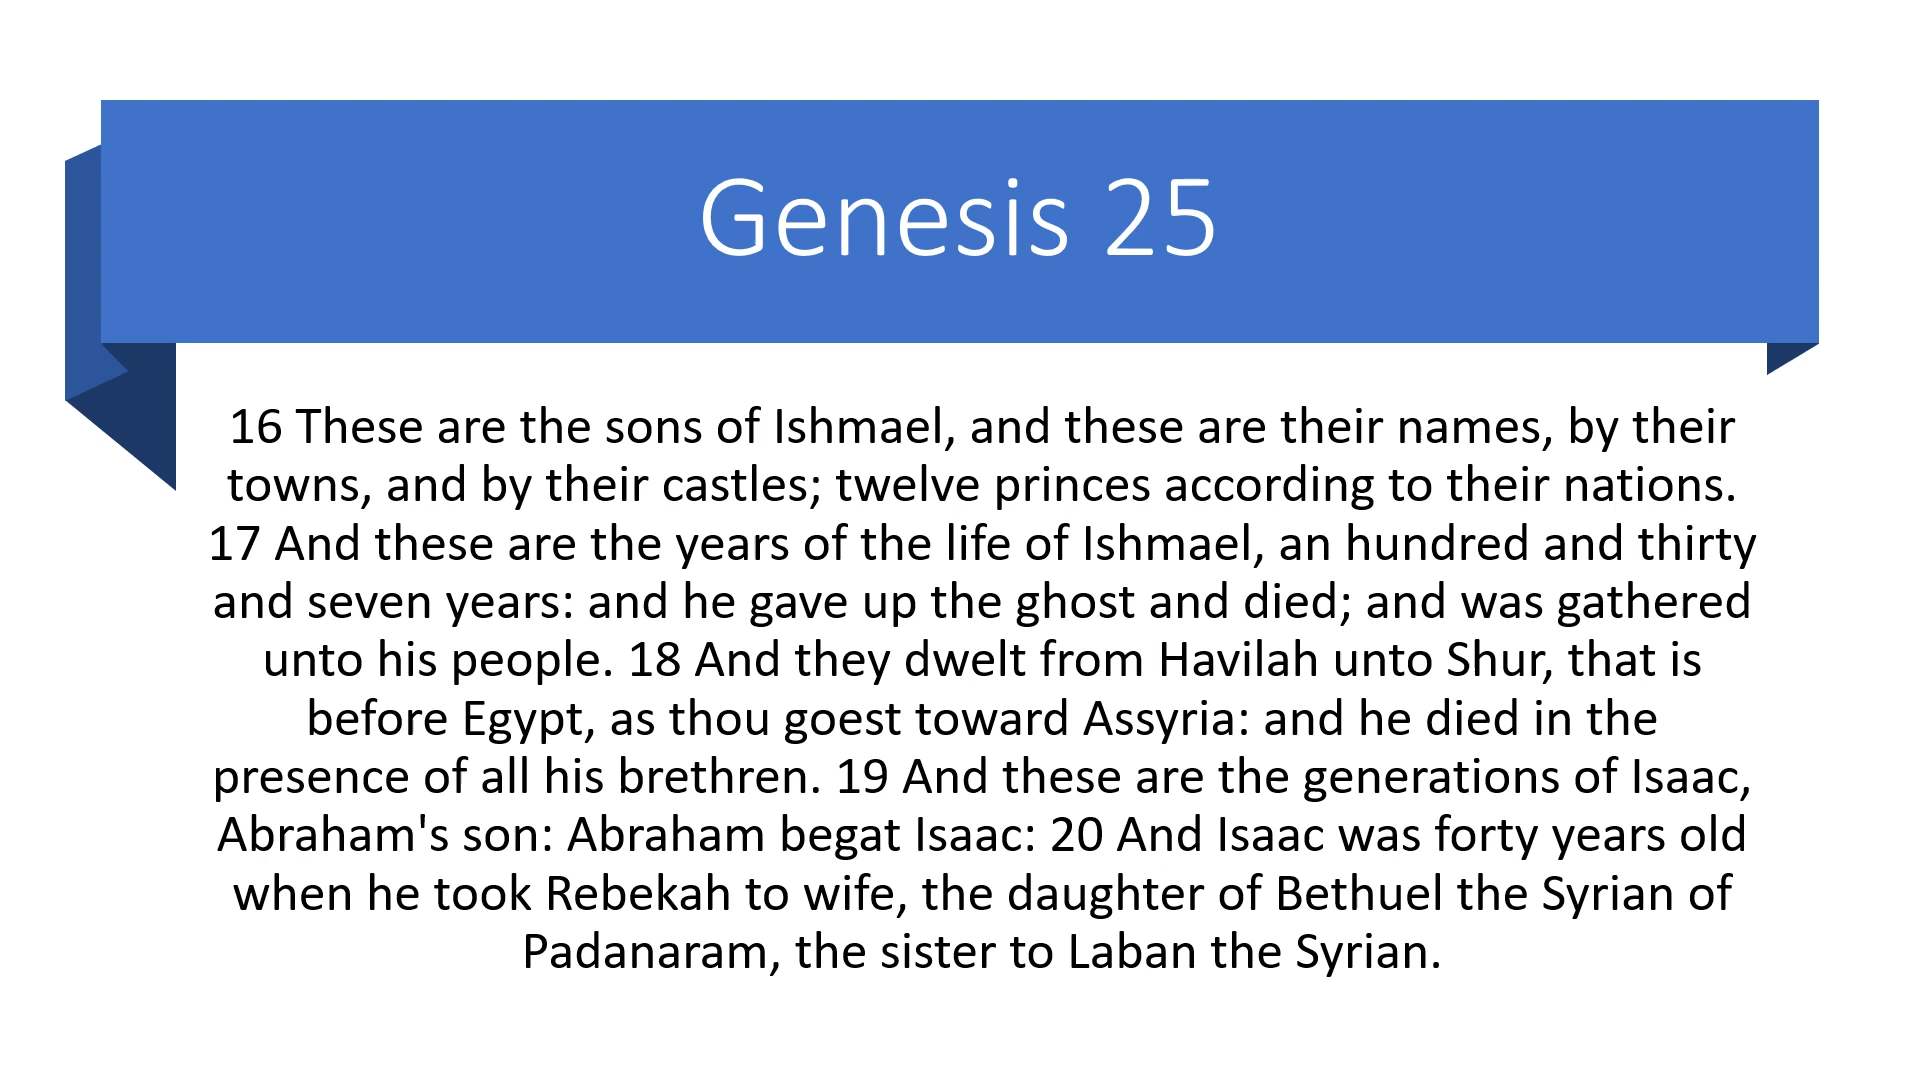 Genesis 25
16 These are the sons of Ishmael, and these are their names, by their
towns, and by their castles; twelve princes according to their nations.
17 And these are the years of the life of Ishmael, an hundred and thirty
and seven years: and he gave up the ghost and died; and was gathered
unto his people. 18 And they dwelt from Havilah unto Shur, that is
before Egypt, as thou goest toward Assyria: and he died in the
presence of all his brethren. 19 And these are the generations of Isaac,
Abraham's son: Abraham begat Isaac: 20 And Isaac was forty years old
when he took Rebekah to wife, the daughter of Bethuel the Syrian of
Padanaram, the sister to Laban the Syrian.